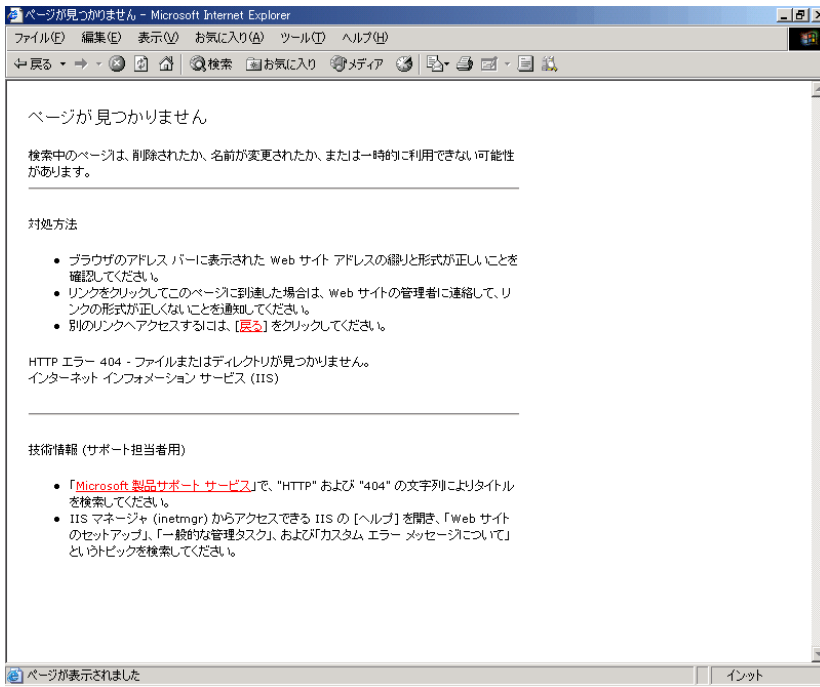 ページが見つかりません - Microsoft Internet Explorer
ファイル(F) 編集(E) 表示(V) お気に入り(A) ツール(T) ヘルプ(H)
戻る 検索 お気に入り メディア
ページが見つかりません
検索中のページは、削除されたか、名前が変更されたか、または一時的に利用できない可能性
があります。
対処方法
● ブラウザのアドレス バーに表示された Web サイト アドレスの綴りと形式が正しいことを
確認してください。
● リンクをクリックしてこのページに到達した場合は、Web サイトの管理者に連絡して、リ
ンクの形式が正しくないことを通知してください。
● 別のリンクへアクセスするには、[戻る] をクリックしてください。
HTTP エラー 404 - ファイルまたはディレクトリが見つかりません。
インターネット インフォメーション サービス (IIS)
技術情報 (サポート担当者用)
● 「Microsoft 製品サポート サービス」で、"HTTP" および "404" の文字列によりタイトル
を検索してください。
● IIS マネージャ (inetmgr) からアクセスできる IIS の [ヘルプ] を開き、「Web サイト
のセットアップ」、「一般的な管理タスク」、および「カスタム エラー メッセージについて」
というトピックを検索してください。
ページが表示されました インット